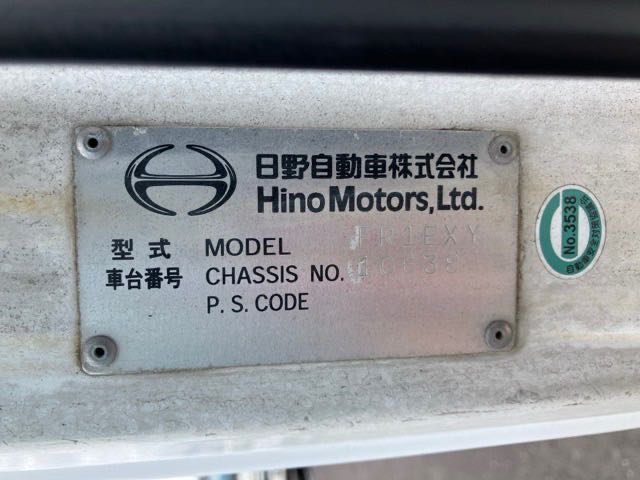 日野自動車株式会社
Hino Motors, Ltd.
型式 MODEL FR1EXY
車台番号 CHASSIS NO.
P. S. CODE
No.3538